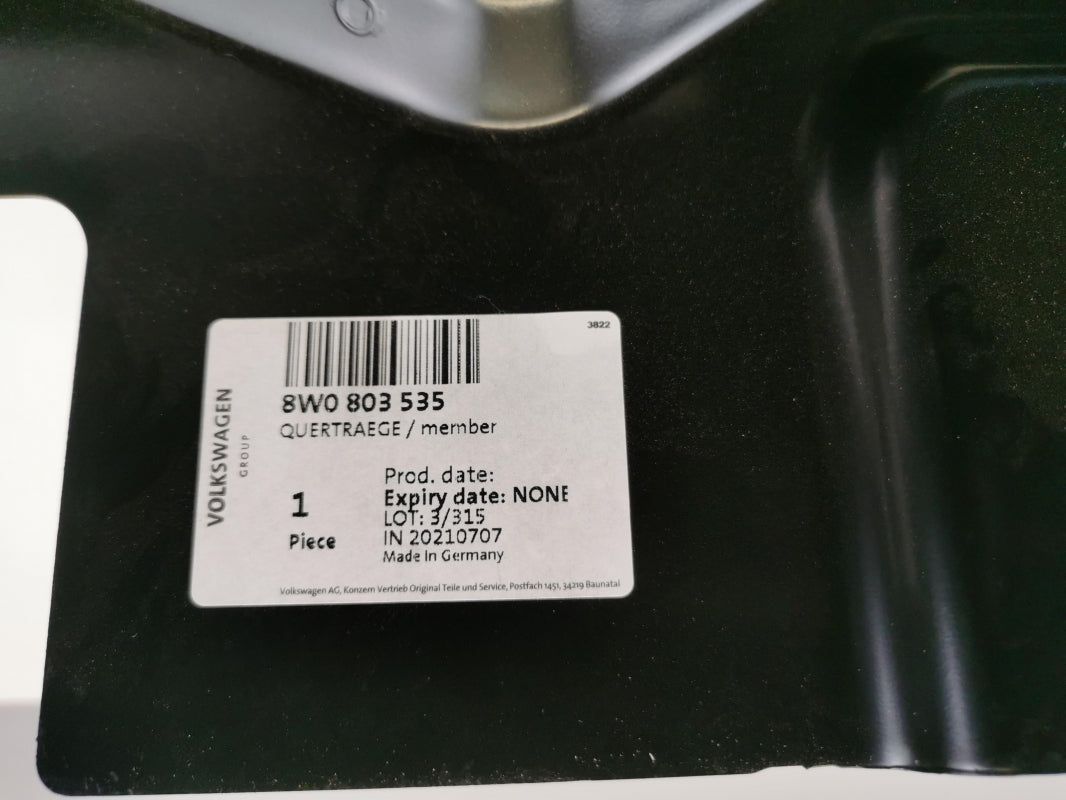 3822
8W0 803 535
QUERTRAEGE / member
VOLKSWAGEN
GROUP
1
Piece
Prod. date:
Expiry date: NONE
LOT: 3/315
IN 20210707
Made In Germany
Volkswagen AG, Konzern Vertrieb Original Teile und Service, Postfach 1451, 34219 Baunatal